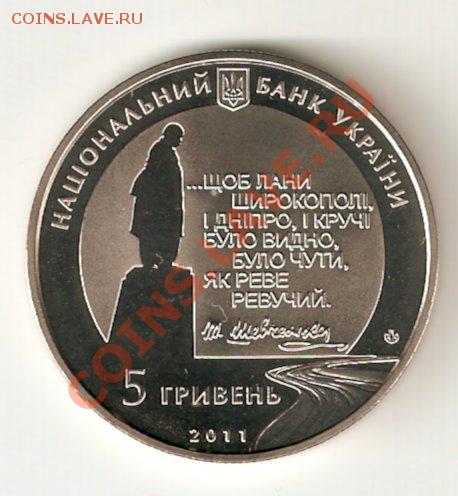 COINS.LAVE.RU
НАЦІОНАЛЬНИЙ БАНК УКРАЇНИ
...ЩОБ ЛАНИ
ШИРОКОПОЛІ,
І ДНІПРО, І КРУЧІ
БУЛО ВИДНО,
БУЛО ЧУТИ,
ЯК РЕВЕ
РЕВУЧИЙ.
5 ГРИВЕНЬ
2011
COINS.LAVE.RU